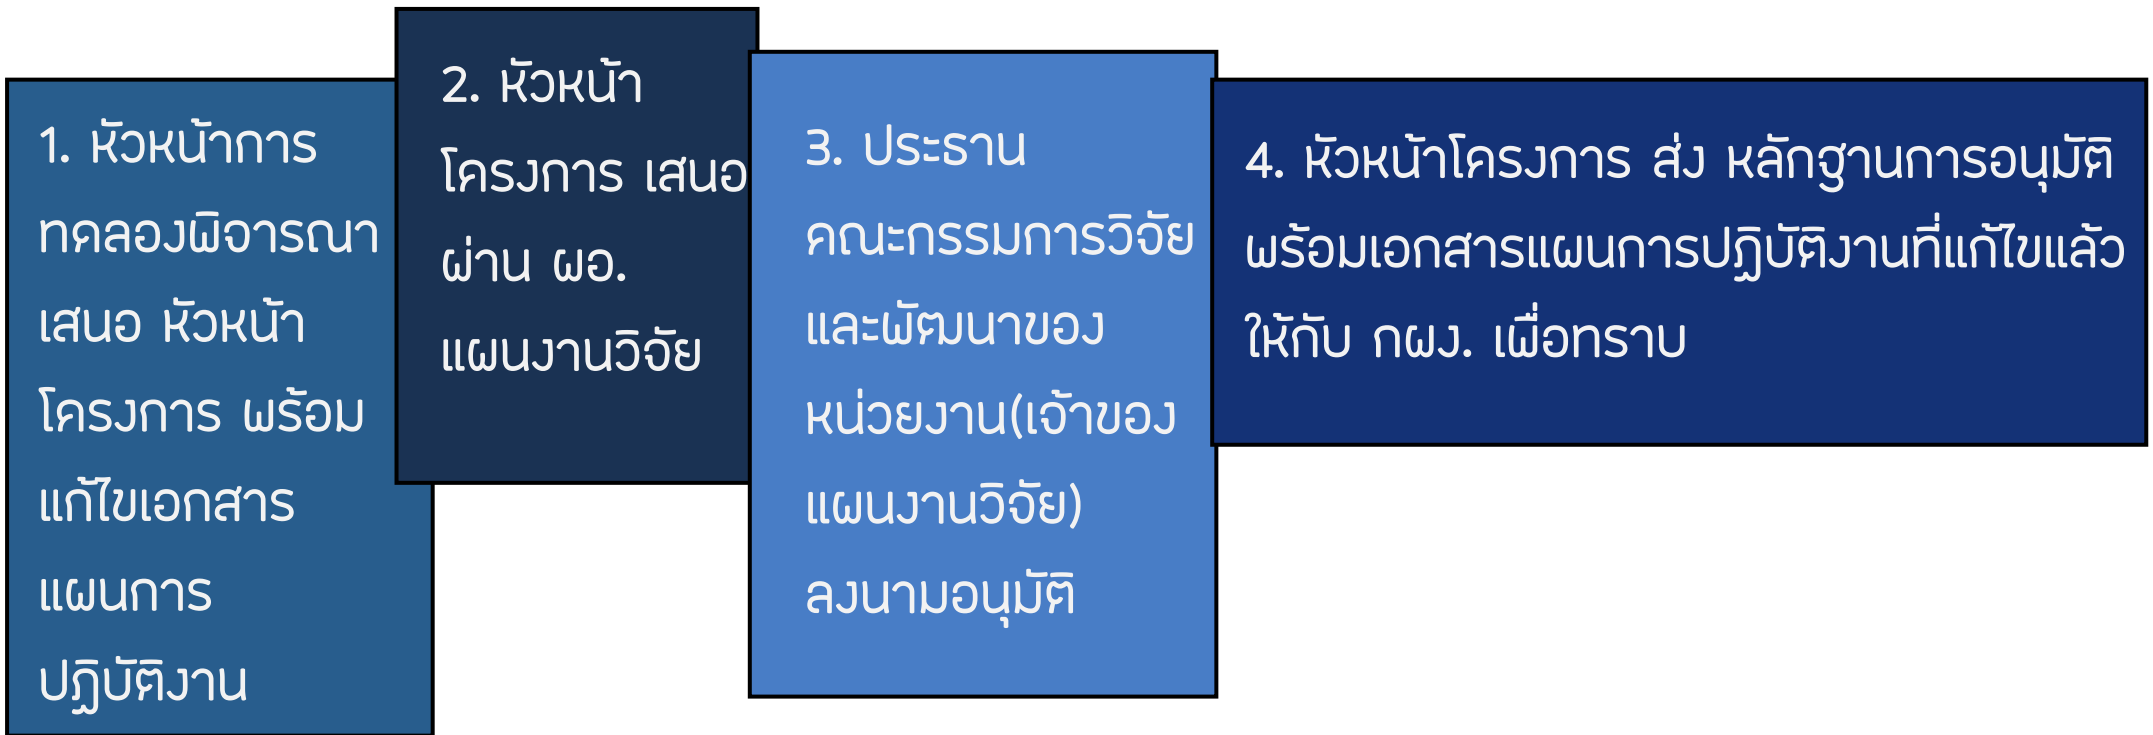 1. หัวหน้าการ
ทดลองพิจารณา
เสนอ หัวหน้า
โครงการ พร้อม
แก้ไขเอกสาร
แผนการ
ปฏิบัติงาน
2. หัวหน้า
โครงการ เสนอ
ผ่าน ผอ.
แผนงานวิจัย
3. ประธาน
คณะกรรมการวิจัย
และพัฒนาของ
หน่วยงาน(เจ้าของ
แผนงานวิจัย)
ลงนามอนุมัติ
4. หัวหน้าโครงการ ส่ง หลักฐานการอนุมัติ
พร้อมเอกสารแผนการปฏิบัติงานที่แก้ไขแล้ว
ให้กับ กผง. เพื่อทราบ